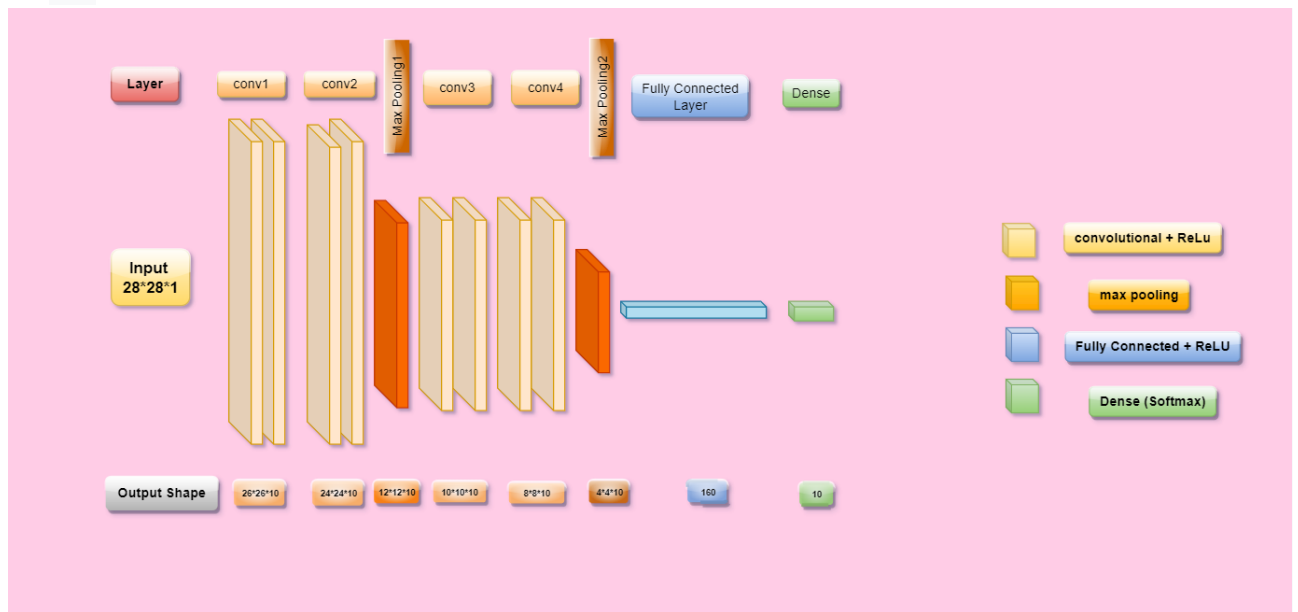 Layer
conv1
conv2
Max Pooling1
conv3
conv4
Max Pooling2
Fully Connected
Layer
Dense
Input
28*28*1
convolutional + ReLu
max pooling
Fully Connected + ReLU
Dense (Softmax)
Output Shape
26*26*10
24*24*10
12*12*10
10*10*10
8*8*10
4*4*10
160
10